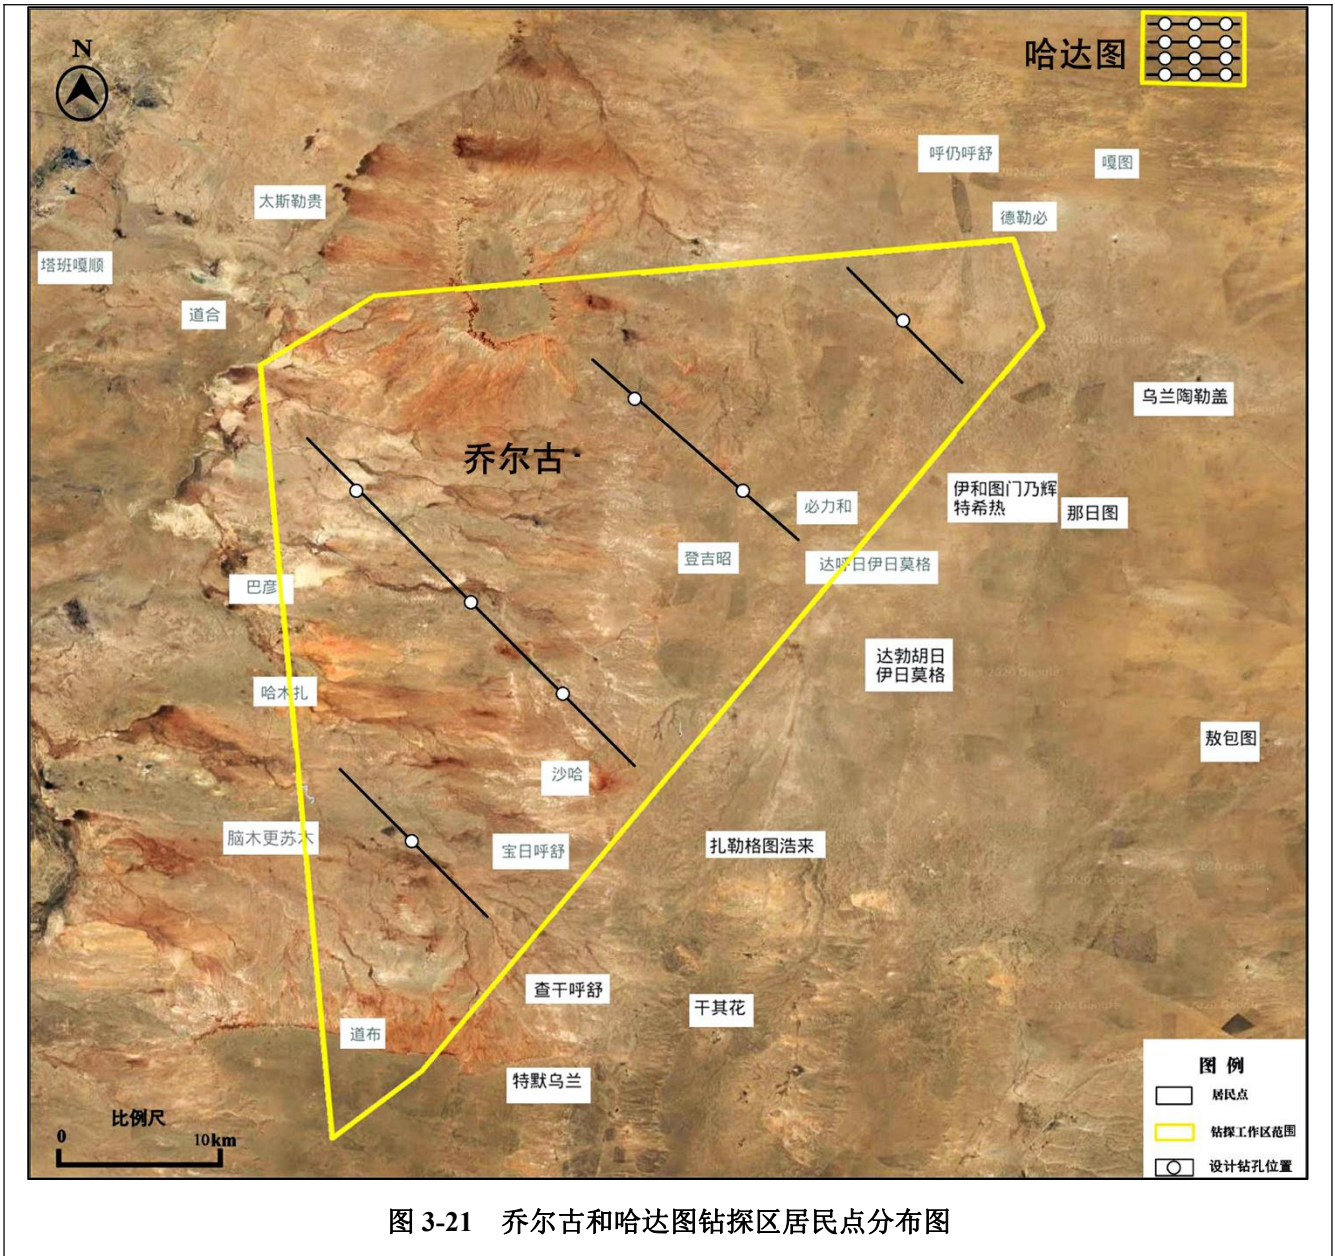 N
哈达图
呼仍呼舒
嘎图
太斯勒贵
德勒必
塔班嘎顺
道合
乌兰陶勒盖
乔尔古
伊和图门乃辉
特希热
那日图
必力和
登吉昭
达呼日伊日莫格
巴彦
达勃胡日
伊日莫格
哈木扎
敖包图
沙哈
脑木更苏木
宝日呼舒
扎勒格图浩来
查干呼舒
干其花
道布
特默乌兰
比例尺
0 10km
图 例
居民点
钻探工作区范围
设计钻孔位置
图 3-21 乔尔古和哈达图钻探区居民点分布图